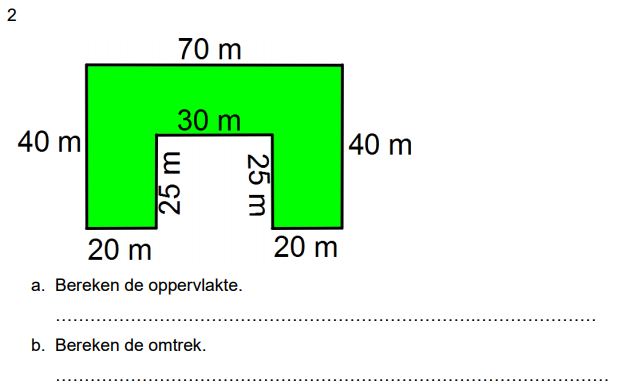 2
70 m
30 m
40 m
40 m
25 m
25 m
20 m
20 m
a. Bereken de oppervlakte.
……………………………………………………………………………………
b. Bereken de omtrek.
……………………………………………………………………………………